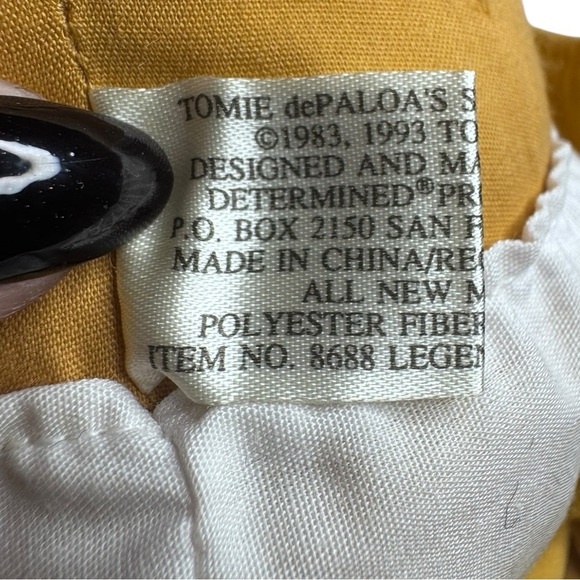 TOMIE dePALOA'S S
©1983, 1993 TO
DESIGNED AND MA
DETERMINED® PR
P.O. BOX 2150 SAN F
MADE IN CHINA/RE
ALL NEW M
POLYESTER FIBER
ITEM NO. 8688 LEGEN